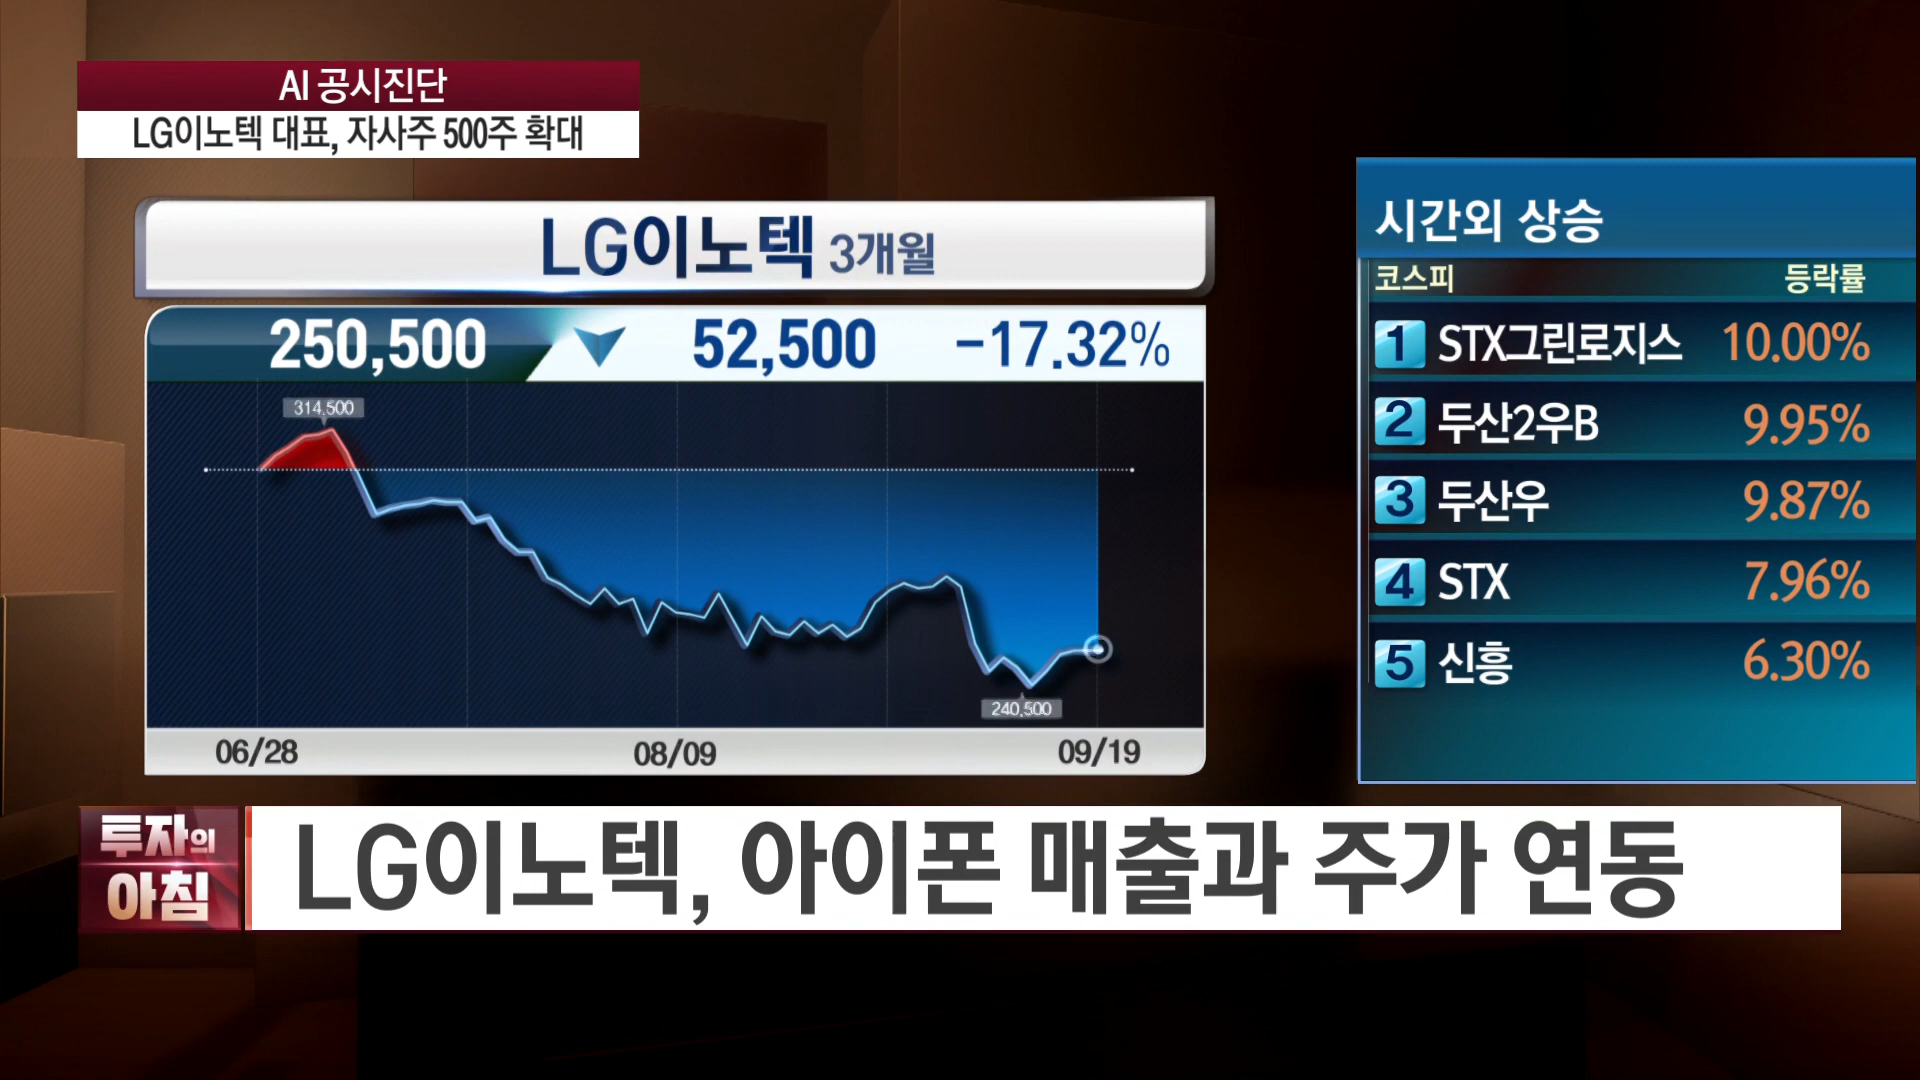 AI 공시진단
LG이노텍 대표, 자사주 500주 확대
LG이노텍 3개월
250,500 52,500 -17.32%
314,500
240,500
06/28 08/09 09/19
시간외 상승
코스피 등락률
1 STX그린로지스 10.00%
2 두산2우B 9.95%
3 두산우 9.87%
4 STX 7.96%
5 신흥 6.30%
투자의
아침
LG이노텍, 아이폰 매출과 주가 연동